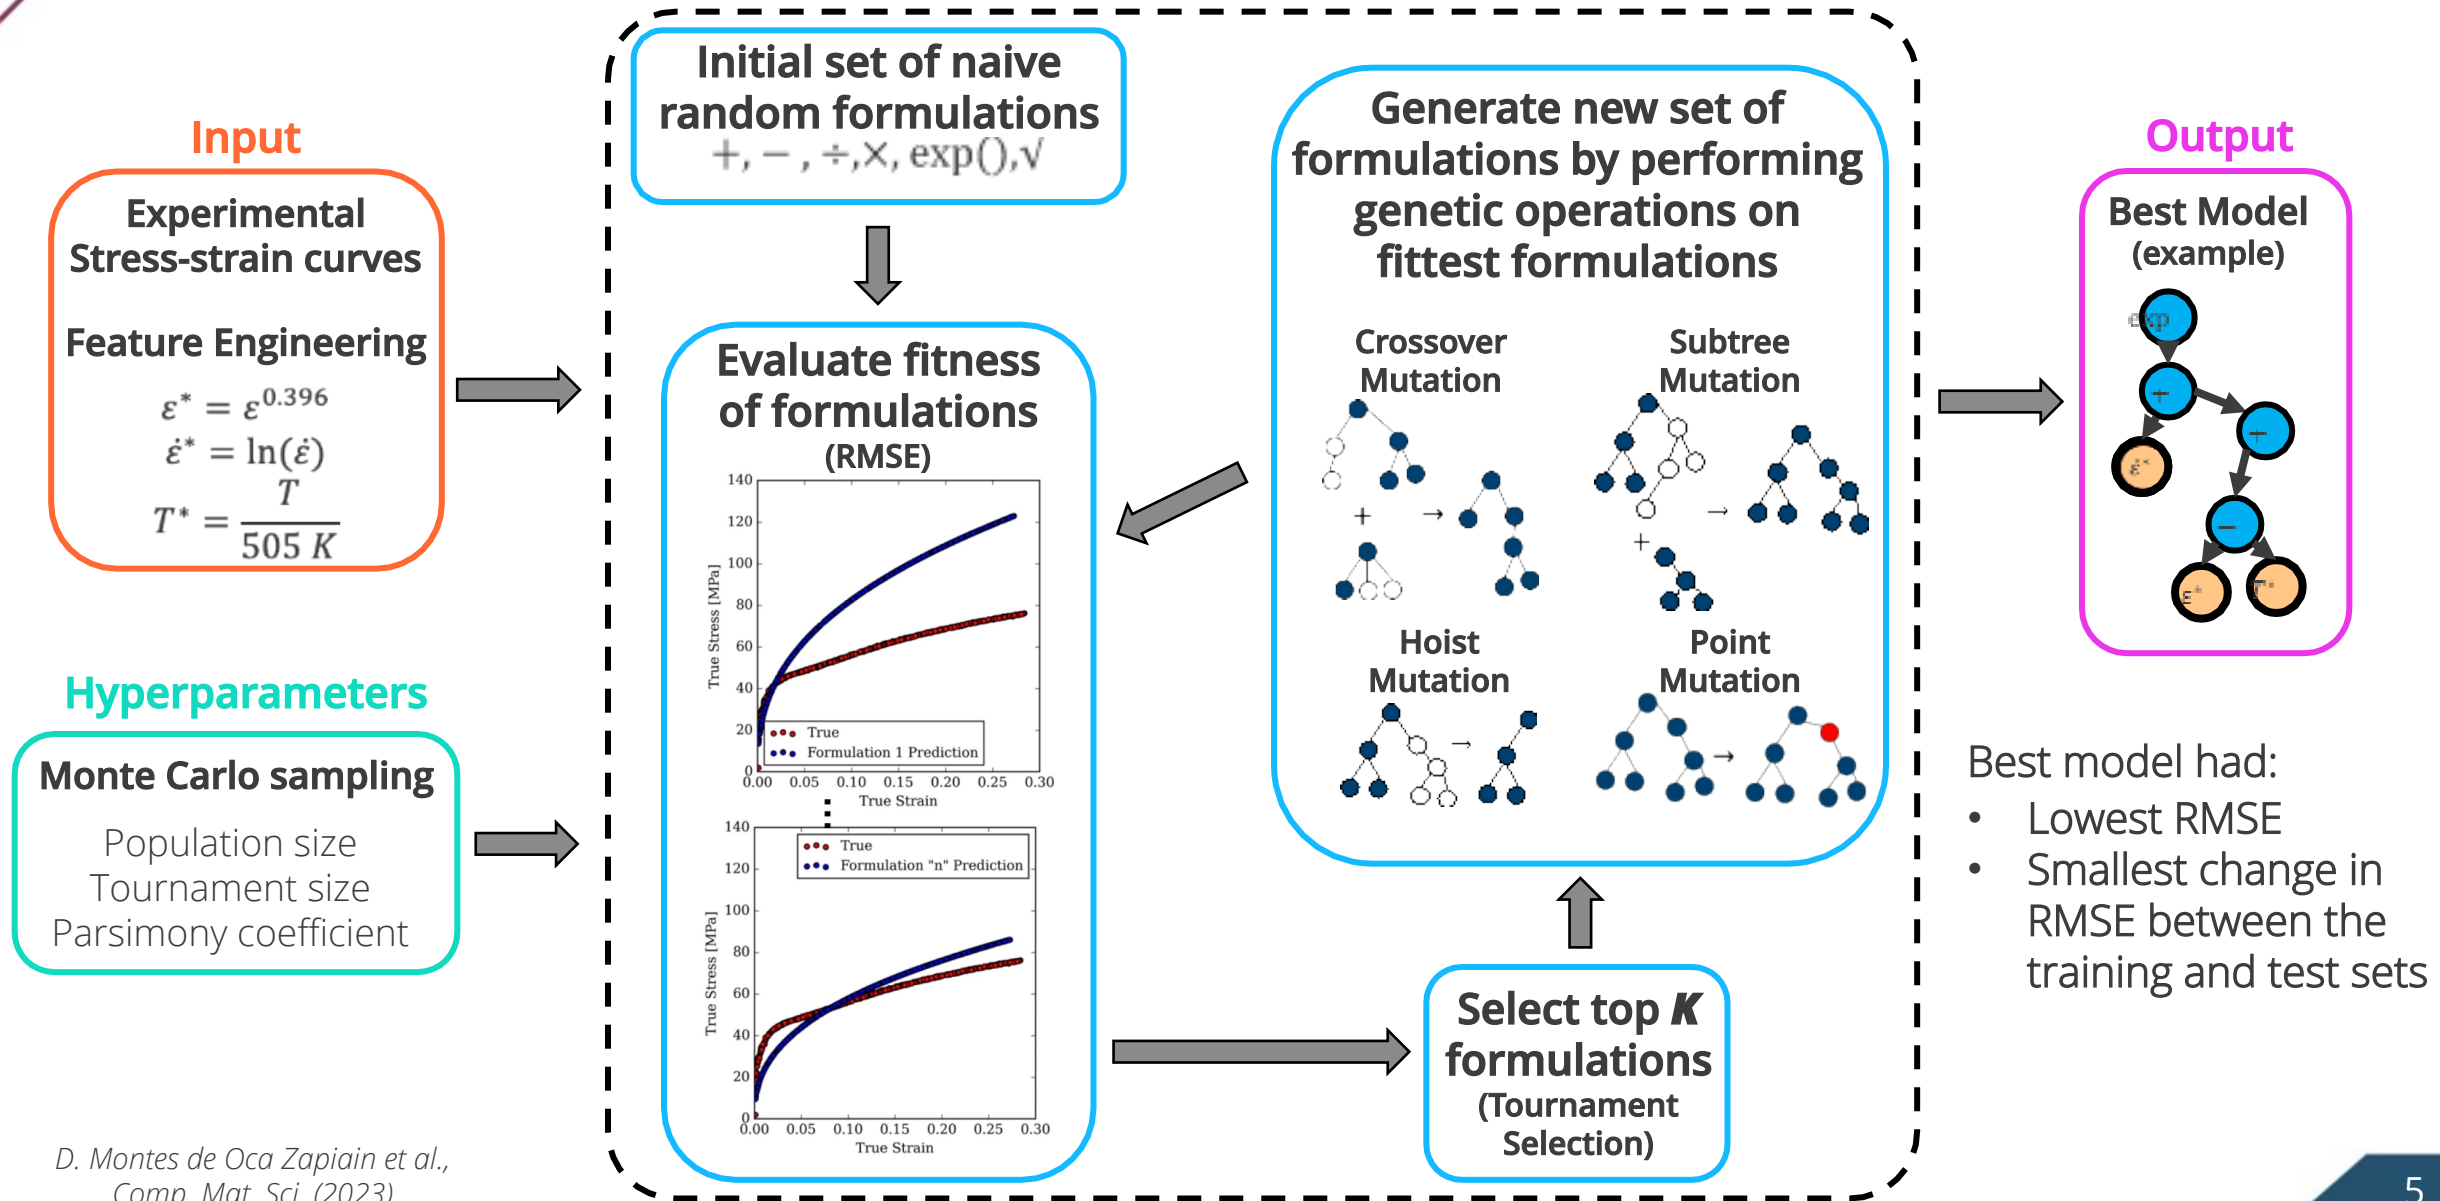 Input
Experimental
Stress-strain curves
Feature Engineering
ε* = ε^0.396
ε̇* = ln(ε̇)
T* = T / 505 K
Hyperparameters
Monte Carlo sampling
Population size
Tournament size
Parsimony coefficient
D. Montes de Oca Zapiain et al.,
Comp. Mat. Sci. (2023)
Initial set of naive
random formulations
+, − , ÷,×, exp(),√
Evaluate fitness
of formulations
(RMSE)
140
120
100
80
60
40
20
0
True Stress [MPa]
True
Formulation 1 Prediction
0.00 0.05 0.10 0.15 0.20 0.25 0.30
True Strain
140
120
100
80
60
40
20
0
True Stress [MPa]
True
Formulation "n" Prediction
0.00 0.05 0.10 0.15 0.20 0.25 0.30
True Strain
Generate new set of
formulations by performing
genetic operations on
fittest formulations
Crossover
Mutation
+
→
Subtree
Mutation
+
→
Hoist
Mutation
→
Point
Mutation
→
Select top K
formulations
(Tournament
Selection)
Output
Best Model
(example)
exp
+
+
ε̇*
−
ε*
T*
Best model had:
• Lowest RMSE
• Smallest change in
RMSE between the
training and test sets
5